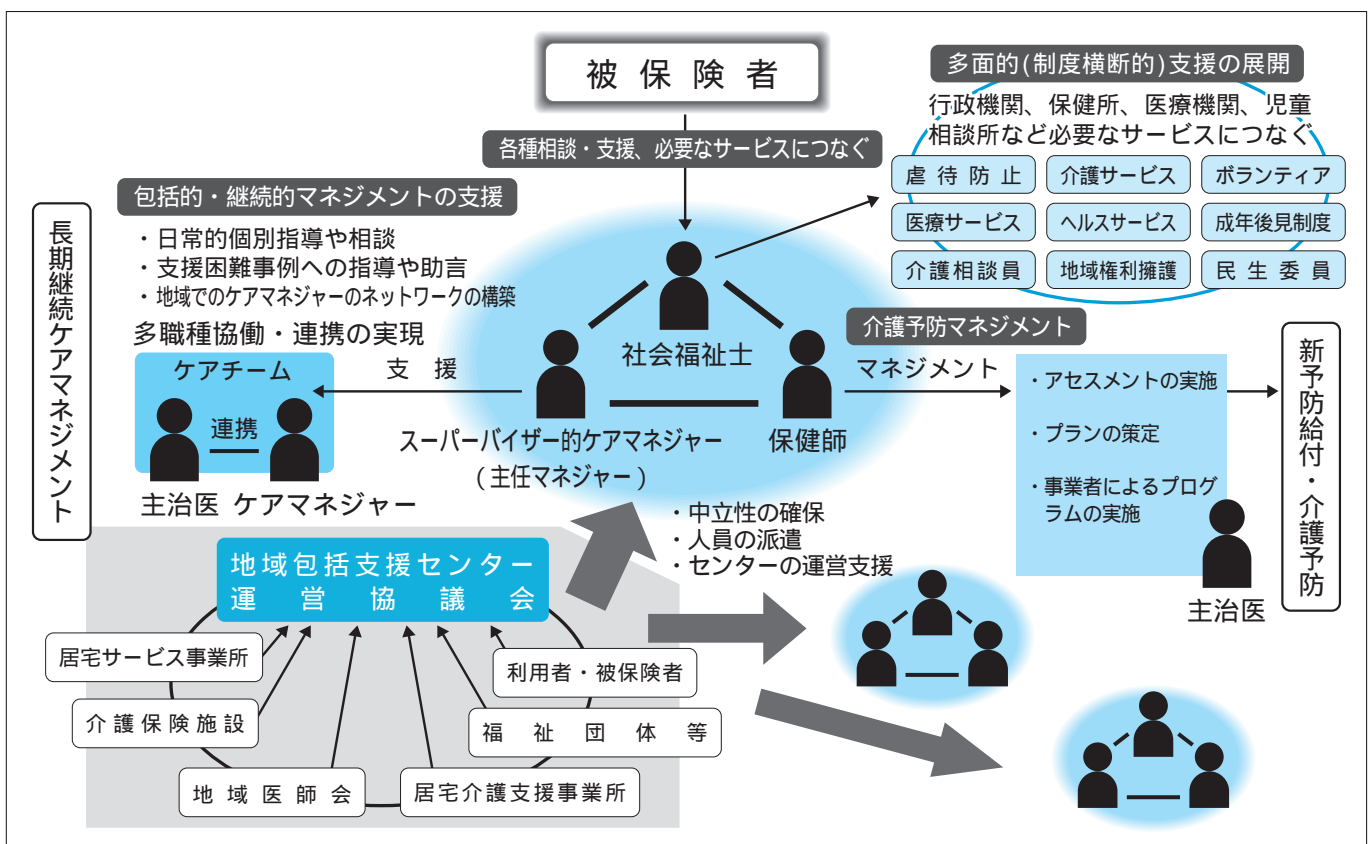 被保険者
各種相談・支援、必要なサービスにつなぐ
多面的(制度横断的)支援の展開
行政機関、保健所、医療機関、児童
相談所など必要なサービスにつなぐ
虐待防止
介護サービス
ボランティア
医療サービス
ヘルスサービス
成年後見制度
介護相談員
地域権利擁護
民生委員
長期継続ケアマネジメント
包括的・継続的マネジメントの支援
・日常的個別指導や相談
・支援困難事例への指導や助言
・地域でのケアマネジャーのネットワークの構築
多職種協働・連携の実現
ケアチーム
連携
主治医 ケアマネジャー
支援
社会福祉士
スーパーバイザー的ケアマネジャー
(主任マネジャー)
保健師
介護予防マネジメント
マネジメント
・アセスメントの実施
・プランの策定
・事業者によるプログ
ラムの実施
主治医
新予防給付・介護予防
・中立性の確保
・人員の派遣
・センターの運営支援
地域包括支援センター
運営協議会
居宅サービス事業所
利用者・被保険者
介護保険施設
福祉団体等
地域医師会
居宅介護支援事業所